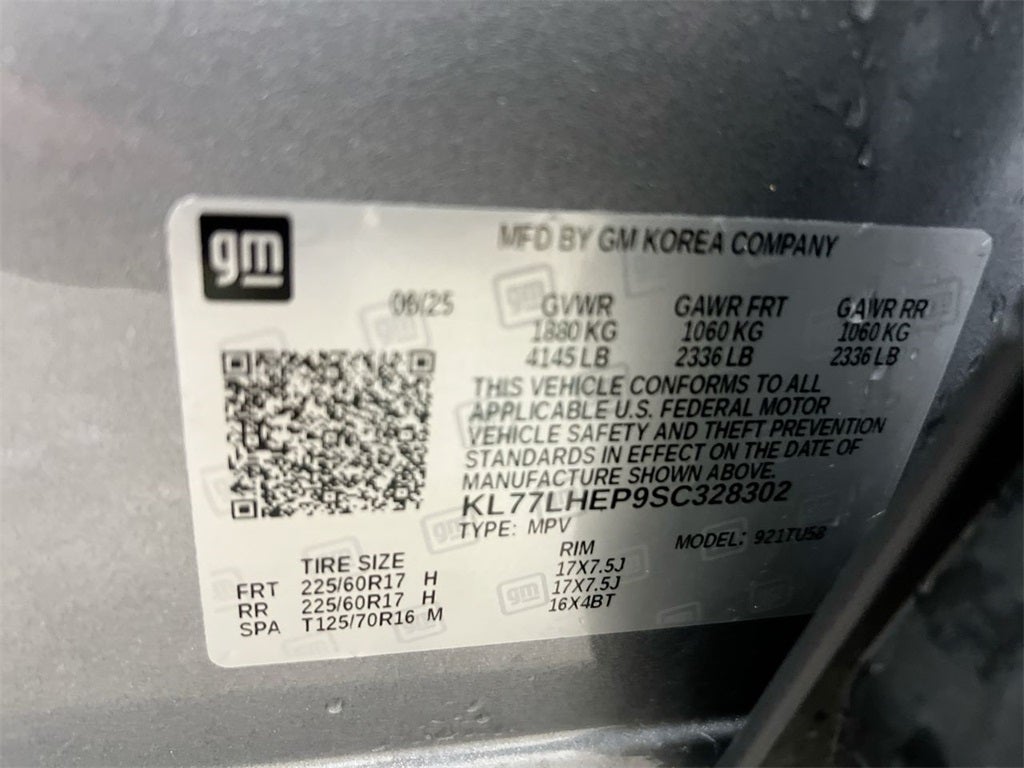 gm
MFD BY GM KOREA COMPANY
06/25 GVWR GAWR FRT GAWR RR
1880 KG 1060 KG 1060 KG
4145 LB 2336 LB 2336 LB
THIS VEHICLE CONFORMS TO ALL
APPLICABLE U.S. FEDERAL MOTOR
VEHICLE SAFETY AND THEFT PREVENTION
STANDARDS IN EFFECT ON THE DATE OF
MANUFACTURE SHOWN ABOVE.
KL77LHEP9SC328302
TYPE: MPV MODEL: 921TU58
TIRE SIZE RIM
FRT 225/60R17 H 17X7.5J
RR 225/60R17 H 17X7.5J
SPA T125/70R16 M 16X4BT